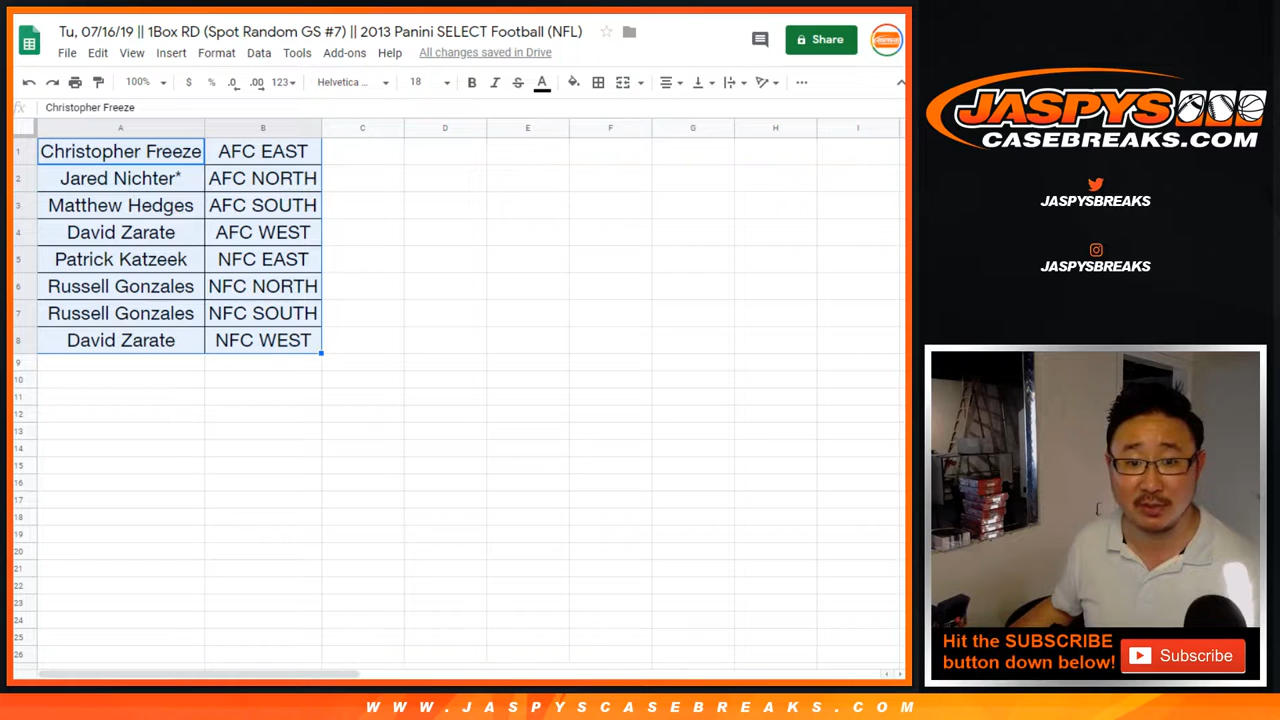 Tu, 07/16/19 || 1Box RD (Spot Random GS #7) || 2013 Panini SELECT Football (NFL)
File Edit View Insert Format Data Tools Add-ons Help All changes saved in Drive
Share
100% $ % .0 .00 123 Helvetica ... 18 B I S A
fx Christopher Freeze
A B C D E F G H I
1 Christopher Freeze AFC EAST
2 Jared Nichter* AFC NORTH
3 Matthew Hedges AFC SOUTH
4 David Zarate AFC WEST
5 Patrick Katzeek NFC EAST
6 Russell Gonzales NFC NORTH
7 Russell Gonzales NFC SOUTH
8 David Zarate NFC WEST
9
10
11
12
13
14
15
16
17
18
19
20
21
22
23
24
25
26
JASPYS
CASEBREAKS.COM
JASPYSBREAKS
JASPYSBREAKS
Hit the SUBSCRIBE
button down below!
Subscribe
WWW.JASPYSCASEBREAKS.COM